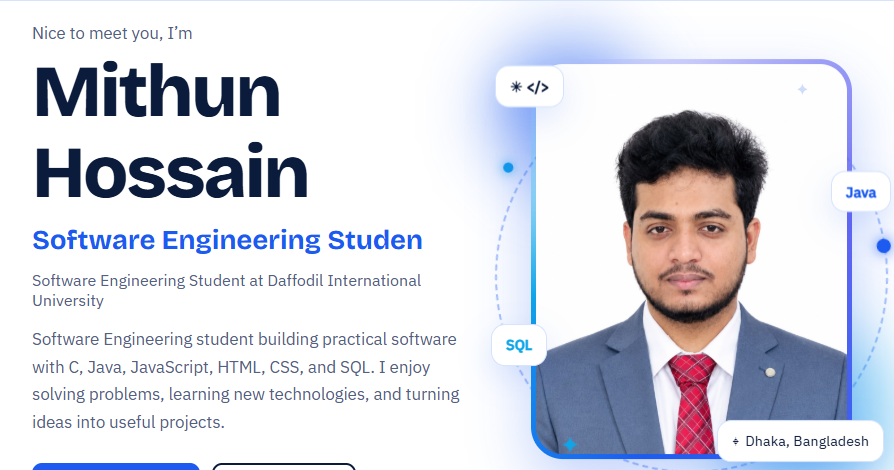 Nice to meet you, I’m
Mithun
Hossain
Software Engineering Studen
Software Engineering Student at Daffodil International
University
Software Engineering student building practical software
with C, Java, JavaScript, HTML, CSS, and SQL. I enjoy
solving problems, learning new technologies, and turning
ideas into useful projects.
</>
Java
SQL
Dhaka, Bangladesh